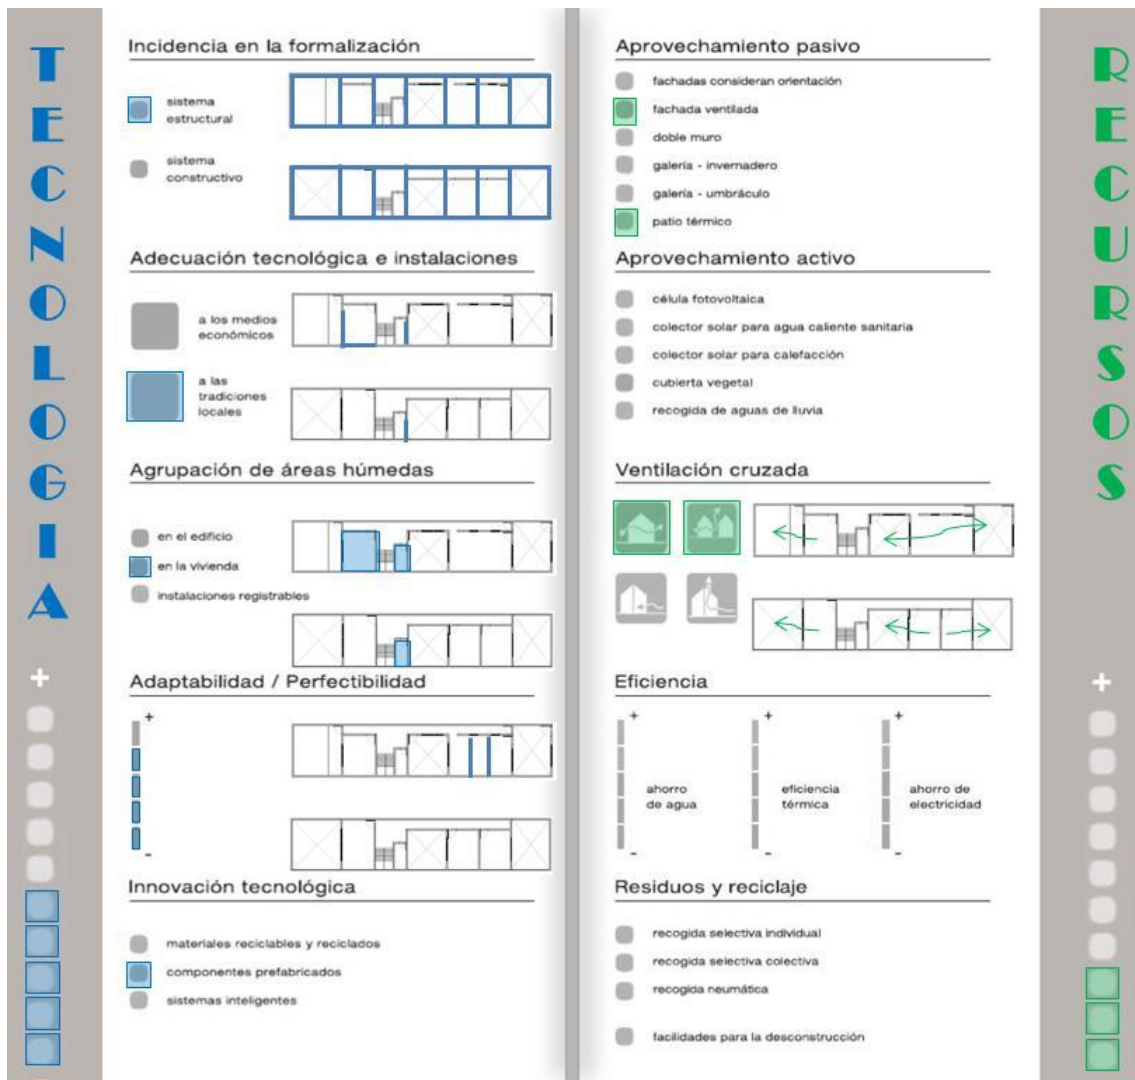 TECNOLOGIA
+
Incidencia en la formalización
sistema
estructural
sistema
constructivo
Adecuación tecnológica e instalaciones
a los medios
económicos
a las
tradiciones
locales
Agrupación de áreas húmedas
en el edificio
en la vivienda
instalaciones registrables
Adaptabilidad / Perfectibilidad
+
-
Innovación tecnológica
materiales reciclables y reciclados
componentes prefabricados
sistemas inteligentes
Aprovechamiento pasivo
fachadas consideran orientación
fachada ventilada
doble muro
galería - invernadero
galería - umbráculo
patio térmico
Aprovechamiento activo
célula fotovoltaica
colector solar para agua caliente sanitaria
colector solar para calefacción
cubierta vegetal
recogida de aguas de lluvia
Ventilación cruzada
Eficiencia
+ + +
ahorro
de agua
eficiencia
térmica
ahorro de
electricidad
- - -
Residuos y reciclaje
recogida selectiva individual
recogida selectiva colectiva
recogida neumática
facilidades para la desconstrucción
RECURSOS
+